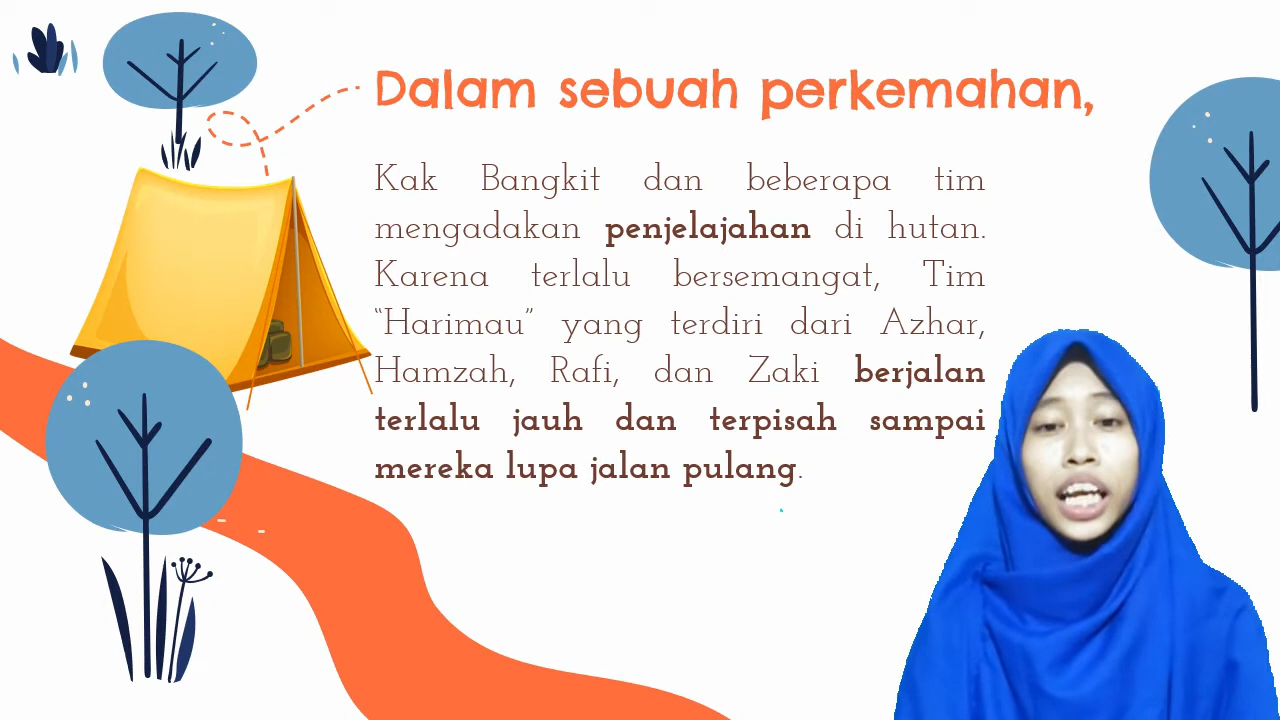 Dalam sebuah perkemahan,
Kak Bangkit dan beberapa tim
mengadakan penjelajahan di hutan.
Karena terlalu bersemangat, Tim
“Harimau” yang terdiri dari Azhar,
Hamzah, Rafi, dan Zaki berjalan
terlalu jauh dan terpisah sampai
mereka lupa jalan pulang.